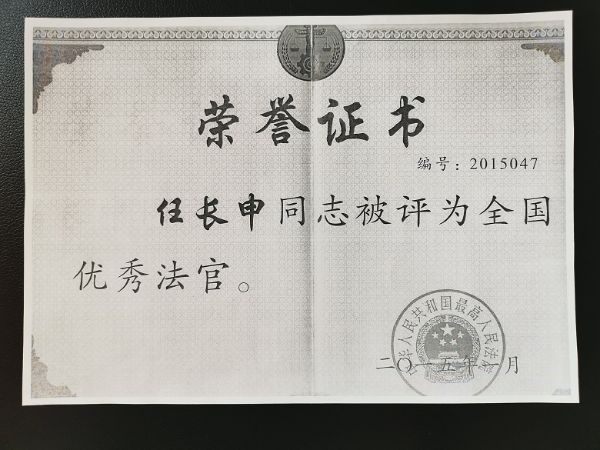 荣誉证书
编号：2015047
任长申同志被评为全国
优秀法官。
中华人民共和国最高人民法院
二〇一五年一月